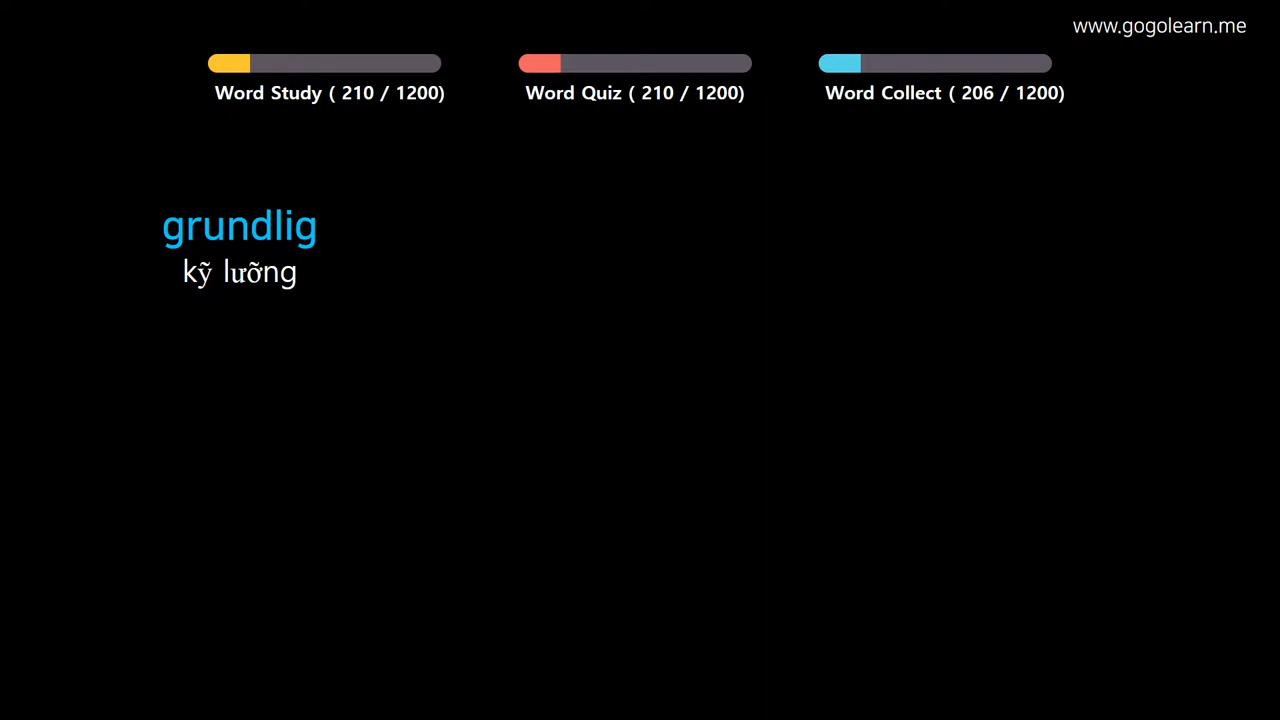 www.gogolearn.me
Word Study ( 210 / 1200)
Word Quiz ( 210 / 1200)
Word Collect ( 206 / 1200)
grundlig
kỹ lưỡng